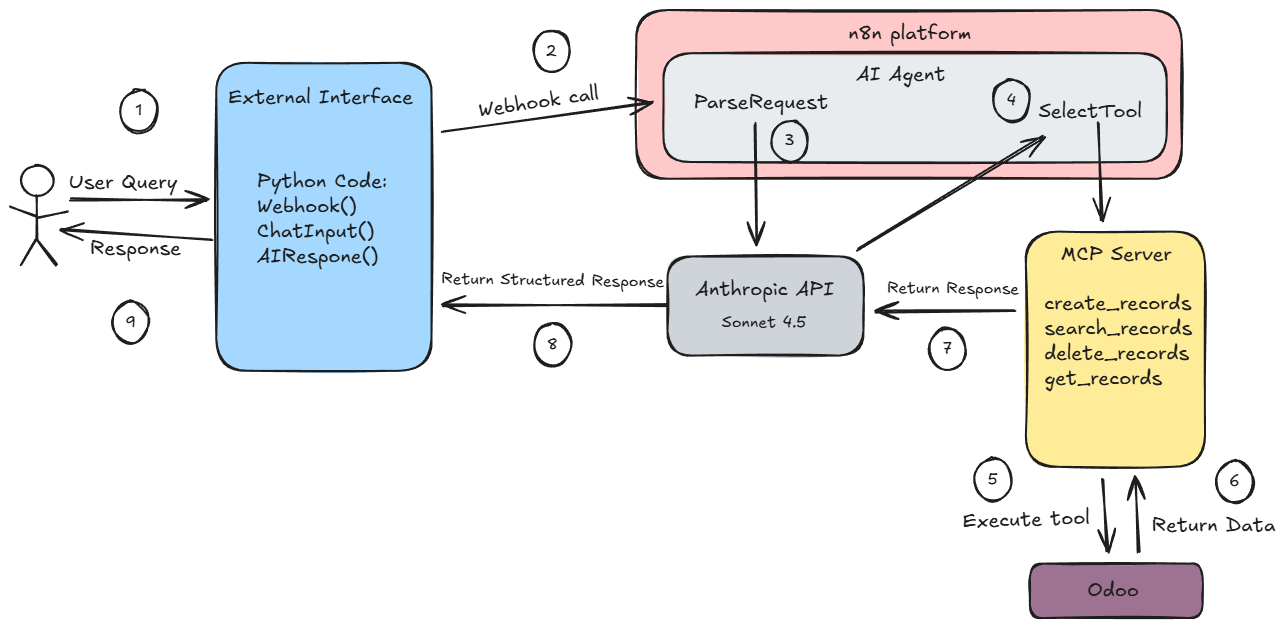 n8n platform
AI Agent
ParseRequest
SelectTool
1
2
3
4
External Interface
Webhook call
Python Code:
Webhook()
ChatInput()
AIRespone()
User Query
Response
MCP Server
create_records
search_records
delete_records
get_records
Anthropic API
Sonnet 4.5
Return Structured Response
Return Response
9
8
7
5
6
Execute tool
Return Data
Odoo